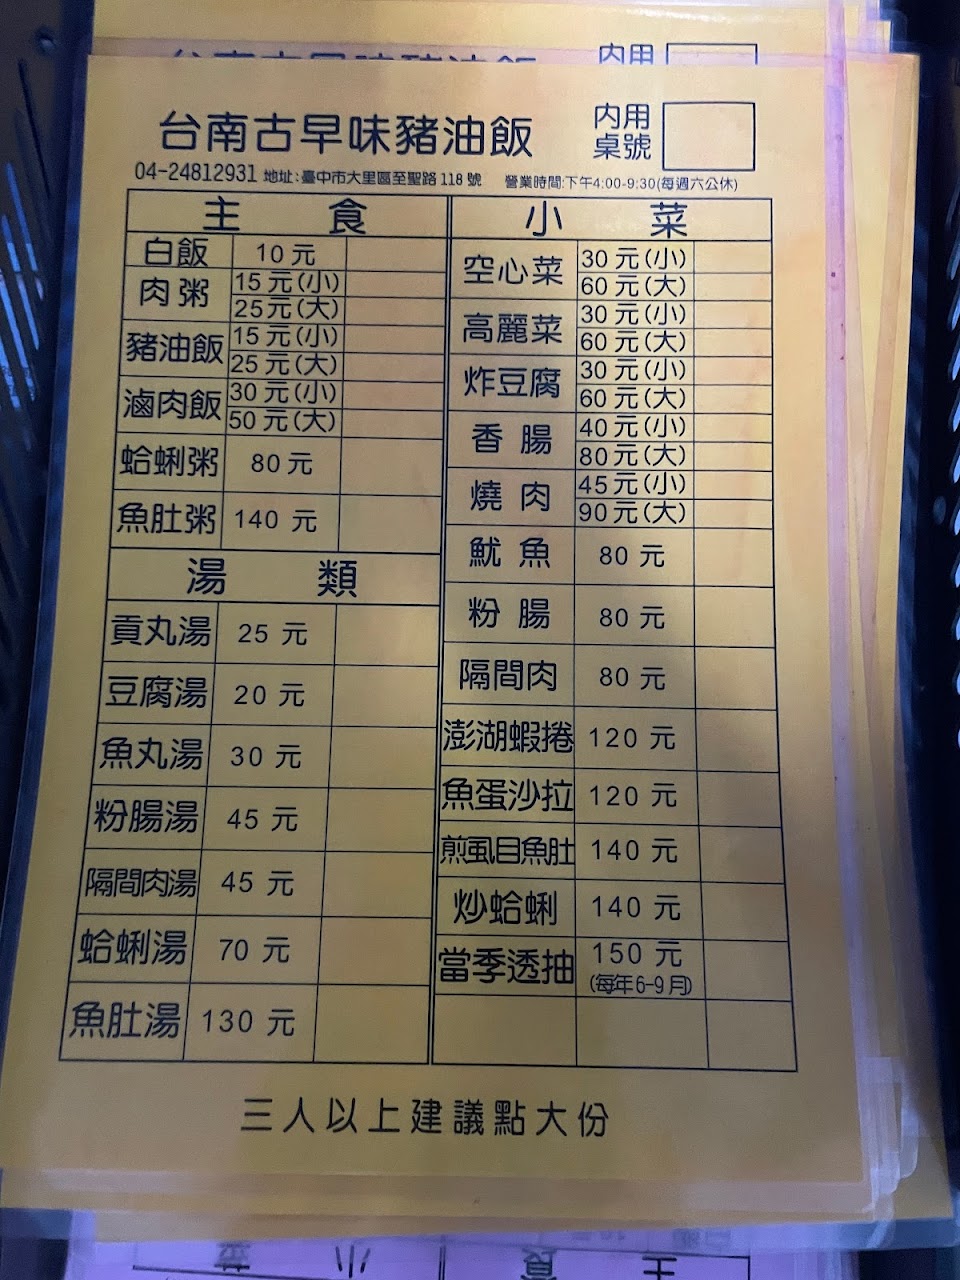 台南古早味豬油飯
內用
桌號
04-24812931 地址:臺中市大里區至聖路118號 營業時間:下午4:00-9:30(每週六公休)
主食
白飯 10元
肉粥 15元(小)
25元(大)
豬油飯 15元(小)
25元(大)
滷肉飯 30元(小)
50元(大)
蛤蜊粥 80元
魚肚粥 140元
湯類
貢丸湯 25元
豆腐湯 20元
魚丸湯 30元
粉腸湯 45元
隔間肉湯 45元
蛤蜊湯 70元
魚肚湯 130元
小菜
空心菜 30元(小)
60元(大)
高麗菜 30元(小)
60元(大)
炸豆腐 30元(小)
60元(大)
香腸 40元(小)
80元(大)
燒肉 45元(小)
90元(大)
魷魚 80元
粉腸 80元
隔間肉 80元
澎湖蝦捲 120元
魚蛋沙拉 120元
煎虱目魚肚 140元
炒蛤蜊 140元
當季透抽 150元
(每年6-9月)
三人以上建議點大份
主食
小菜